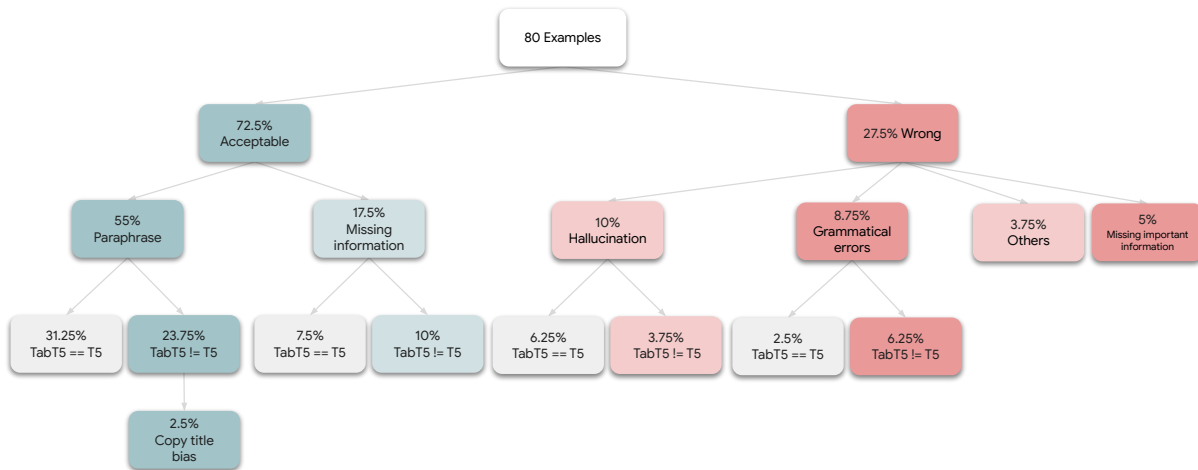 80 Examples
72.5%
Acceptable
27.5% Wrong
55%
Paraphrase
17.5%
Missing
information
10%
Hallucination
8.75%
Grammatical
errors
3.75%
Others
5%
Missing important
information
31.25%
TabT5 == T5
23.75%
TabT5 != T5
7.5%
TabT5 == T5
10%
TabT5 != T5
6.25%
TabT5 == T5
3.75%
TabT5 != T5
2.5%
TabT5 == T5
6.25%
TabT5 != T5
2.5%
Copy title
bias